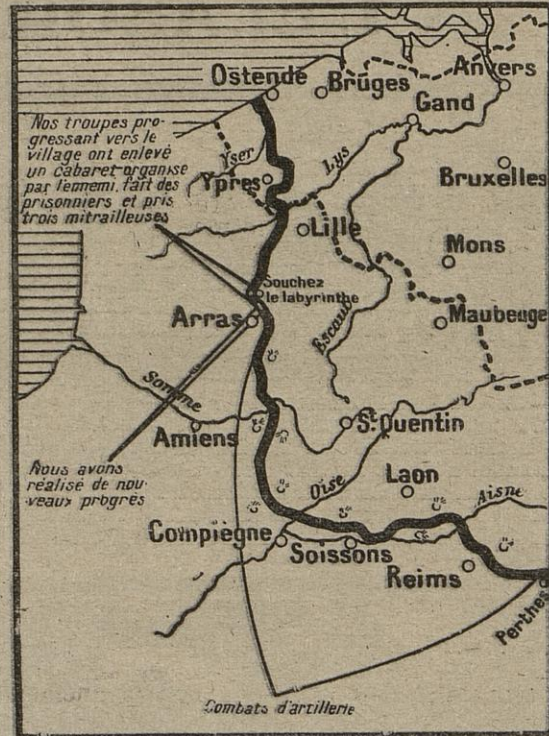 Ostende
Brüges
Anvers
Gand
Nos troupes pro-
gressant vers le
village ont enlevé
un cabaret organise
par l'ennemi, fait des
prisonniers et pris
trois mitrailleuses
Yser
Lys
Ypres
Bruxelles
Lille
Mons
Souchez
le labyrinthe
Arras
Maubeuge
Escaut
Somme
Amiens
St Quentin
Nous avons
réalisé de nou-
veaux progrès
Oise
Laon
Aisne
Compiègne
Soissons
Reims
Perthes
Combats d'artillerie